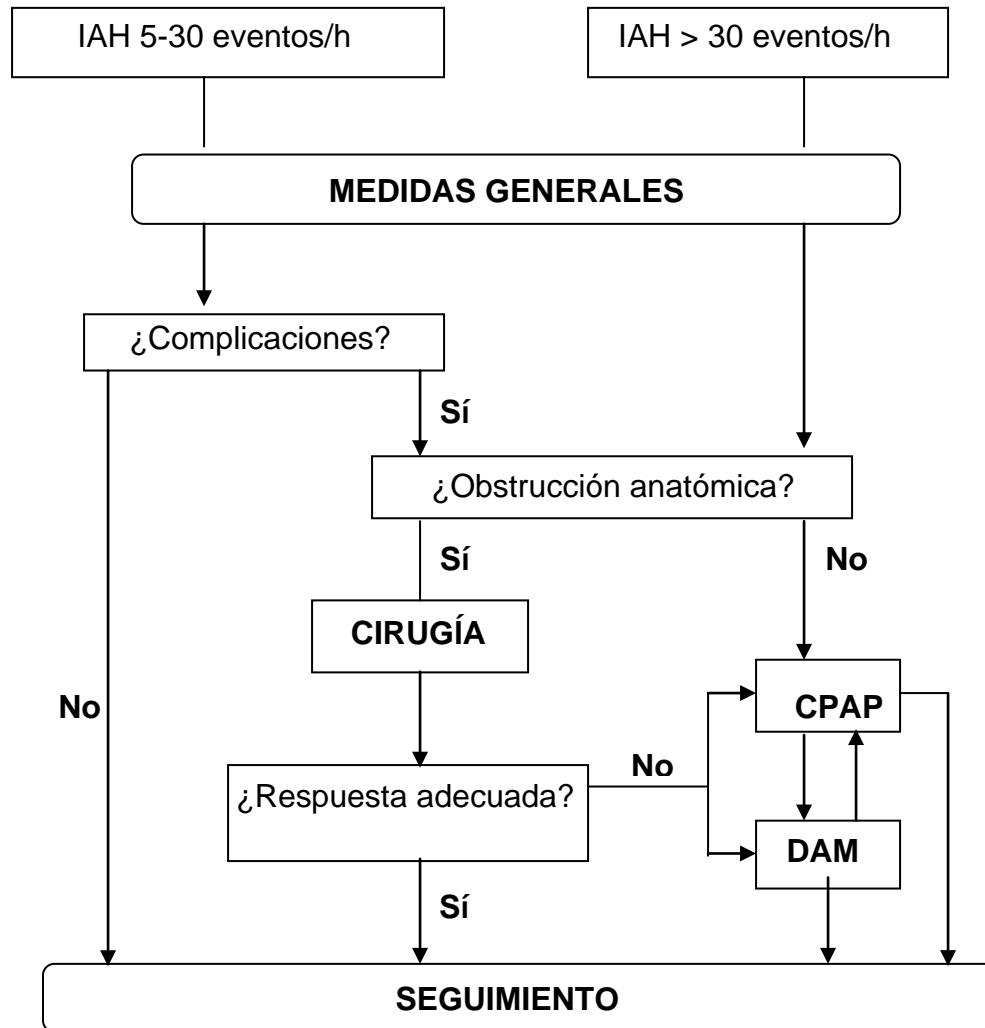 IAH 5-30 eventos/h
IAH > 30 eventos/h
MEDIDAS GENERALES
¿Complicaciones?
Sí
¿Obstrucción anatómica?
Sí
No
CIRUGÍA
No
CPAP
¿Respuesta adecuada?
No
DAM
Sí
SEGUIMIENTO